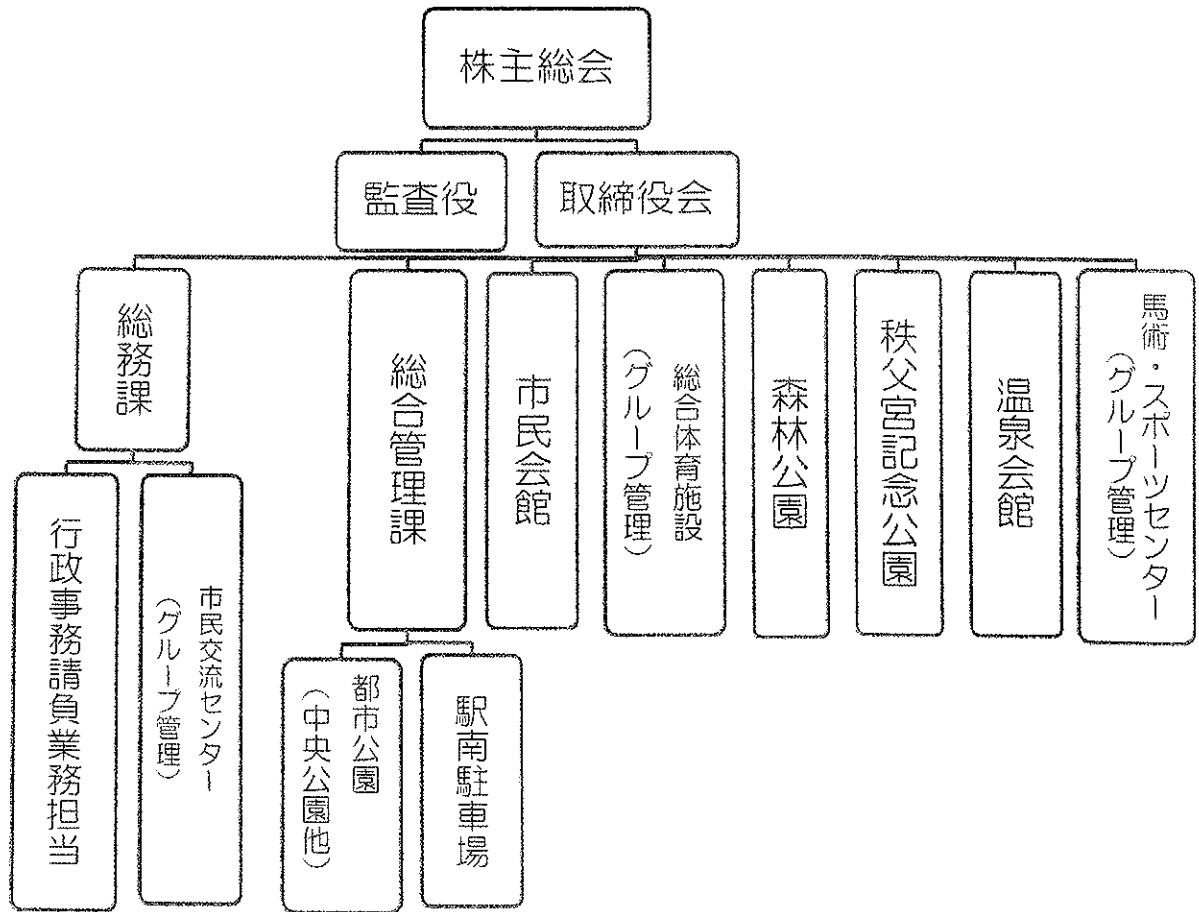 株主総会
監査役
取締役会
総務課
総合管理課
市民会館
総合体育施設
（グループ管理）
森林公園
秩父宮記念公園
温泉会館
馬術・スポーツセンター
（グループ管理）
行政事務請負業務担当
市民交流センター
（グループ管理）
都市公園
（中央公園他）
駅南駐車場